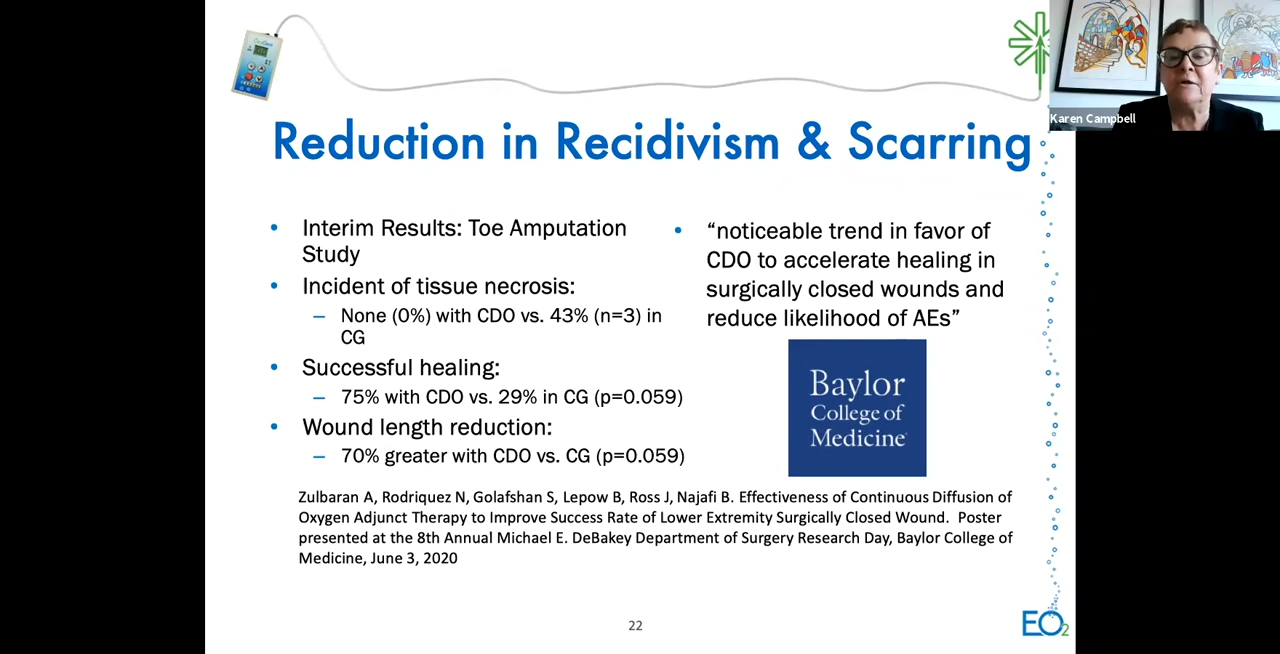 Karen Campbell
Reduction in Recidivism & Scarring
• Interim Results: Toe Amputation
Study
• Incident of tissue necrosis:
– None (0%) with CDO vs. 43% (n=3) in
CG
• Successful healing:
– 75% with CDO vs. 29% in CG (p=0.059)
• Wound length reduction:
– 70% greater with CDO vs. CG (p=0.059)
• “noticeable trend in favor of
CDO to accelerate healing in
surgically closed wounds and
reduce likelihood of AEs”
Baylor
College of
Medicine
Zulbaran A, Rodriquez N, Golafshan S, Lepow B, Ross J, Najafi B. Effectiveness of Continuous Diffusion of
Oxygen Adjunct Therapy to Improve Success Rate of Lower Extremity Surgically Closed Wound.  Poster
presented at the 8th Annual Michael E. DeBakey Department of Surgery Research Day, Baylor College of
Medicine, June 3, 2020
22
EO2